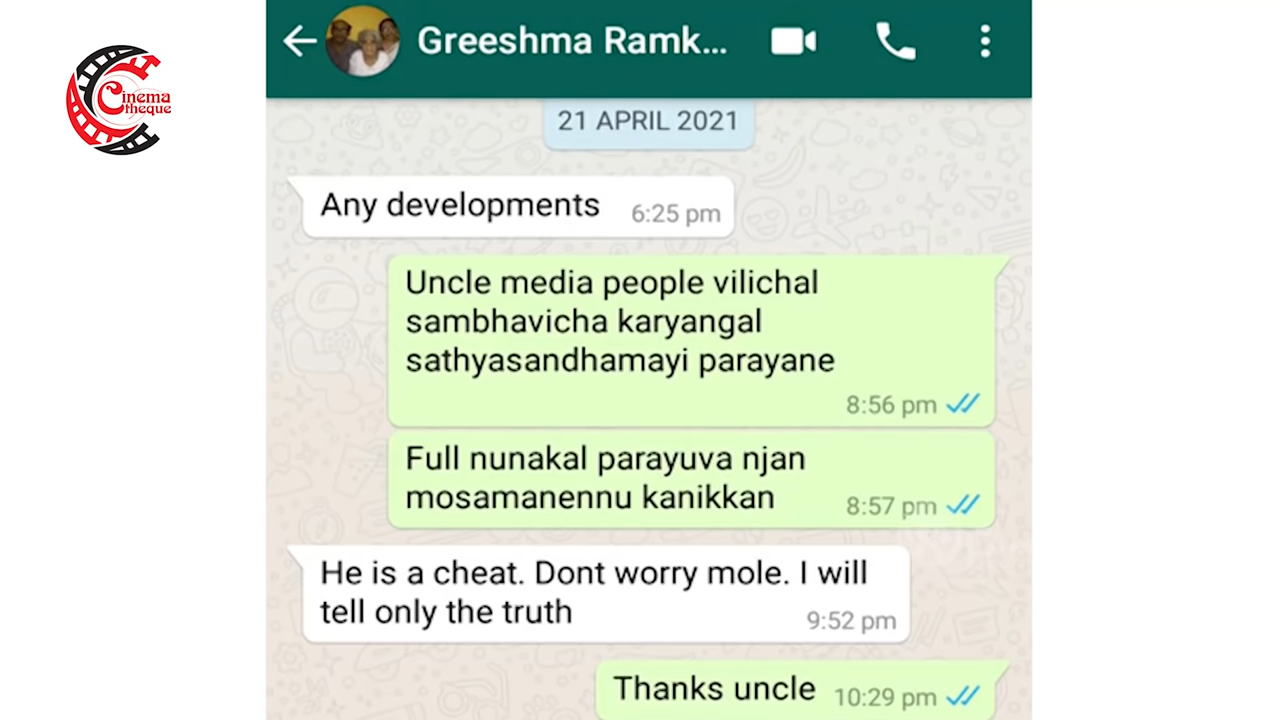 Cinema
theque
Greeshma Ramk...
21 APRIL 2021
Any developments 6:25 pm
Uncle media people vilichal
sambhavicha karyangal
sathyasandhamayi parayane
8:56 pm
Full nunakal parayuva njan
mosamanennu kanikkan 8:57 pm
He is a cheat. Dont worry mole. I will
tell only the truth 9:52 pm
Thanks uncle 10:29 pm